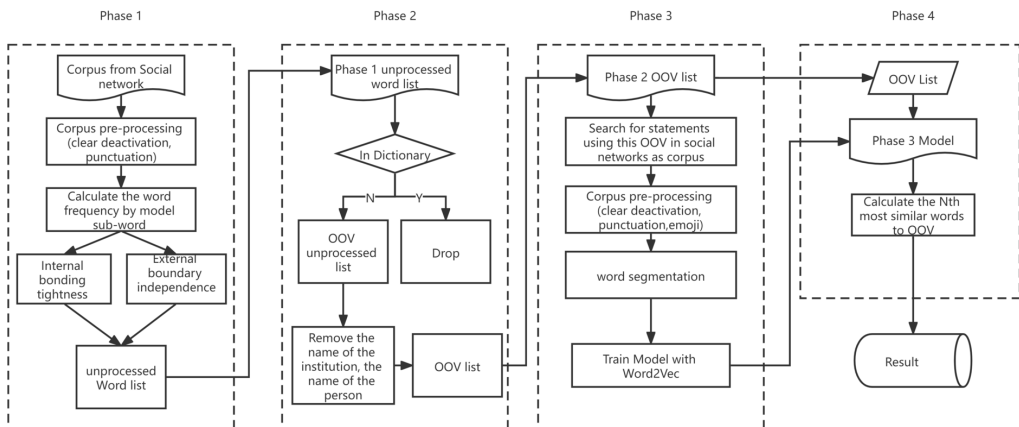 Phase 1
Phase 2
Phase 3
Phase 4
Corpus from Social
network
Corpus pre-processing
(clear deactivation,
punctuation)
Calculate the word
frequency by model
sub-word
Internal
bonding
tightness
External
boundary
independence
unprocessed
Word list
Phase 1 unprocessed
word list
In Dictionary
N
Y
OOV
unprocessed
list
Drop
Remove the
name of the
institution, the
name of the
person
OOV list
Phase 2 OOV list
Search for statements
using this OOV in social
networks as corpus
Corpus pre-processing
(clear deactivation,
punctuation,emoji)
word segmentation
Train Model with
Word2Vec
OOV List
Phase 3 Model
Calculate the Nth
most similar words
to OOV
Result